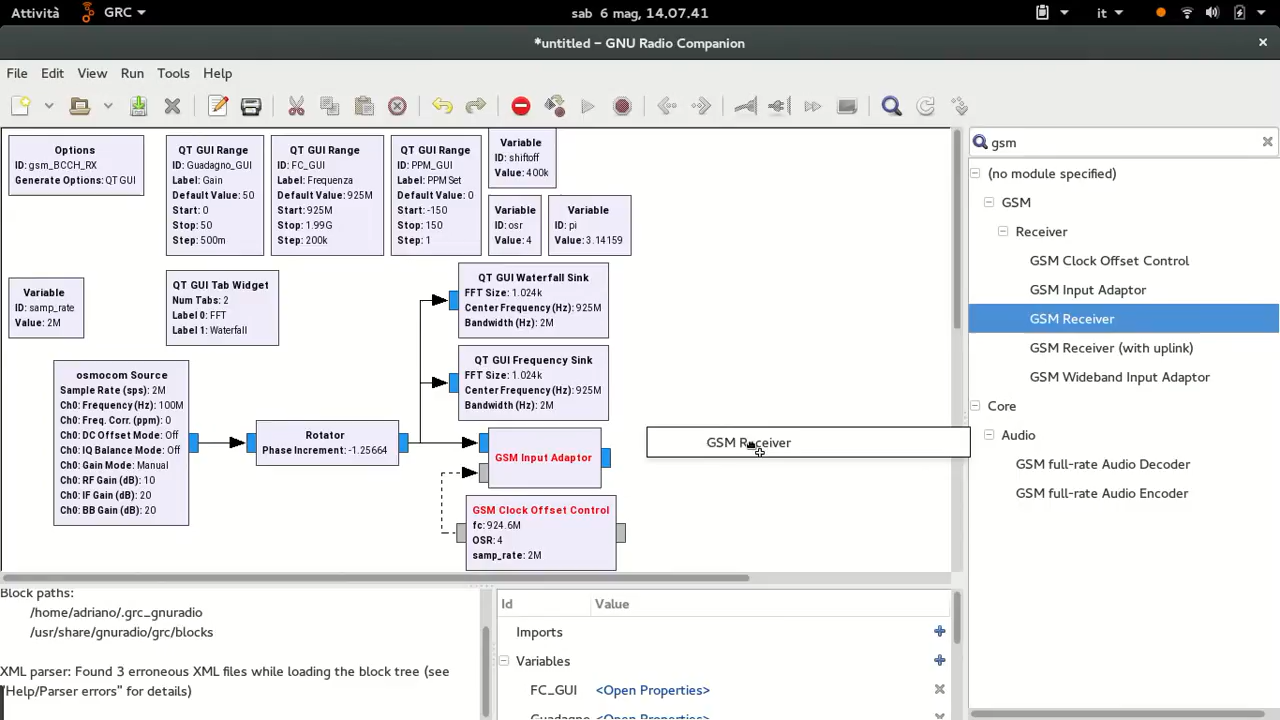 Attività
GRC
sab 6 mag, 14.07.41
it
*untitled – GNU Radio Companion
File Edit View Run Tools Help
Options
ID: gsm_BCCH_RX
Generate Options: QT GUI
QT GUI Range
ID: Guadagno_GUI
Label: Gain
Default Value: 50
Start: 0
Stop: 50
Step: 500m
QT GUI Range
ID: FC_GUI
Label: Frequenza
Default Value: 925M
Start: 925M
Stop: 1.99G
Step: 200k
QT GUI Range
ID: PPM_GUI
Label: PPM Set
Default Value: 0
Start: -150
Stop: 150
Step: 1
Variable
ID: shiftoff
Value: 400k
Variable
ID: osr
Value: 4
Variable
ID: pi
Value: 3.14159
Variable
ID: samp_rate
Value: 2M
QT GUI Tab Widget
Num Tabs: 2
Label 0: FFT
Label 1: Waterfall
QT GUI Waterfall Sink
FFT Size: 1.024k
Center Frequency (Hz): 925M
Bandwidth (Hz): 2M
QT GUI Frequency Sink
FFT Size: 1.024k
Center Frequency (Hz): 925M
Bandwidth (Hz): 2M
osmocom Source
Sample Rate (sps): 2M
Ch0: Frequency (Hz): 100M
Ch0: Freq. Corr. (ppm): 0
Ch0: DC Offset Mode: Off
Ch0: IQ Balance Mode: Off
Ch0: Gain Mode: Manual
Ch0: RF Gain (dB): 10
Ch0: IF Gain (dB): 20
Ch0: BB Gain (dB): 20
Rotator
Phase Increment: -1.25664
GSM Input Adaptor
GSM Clock Offset Control
fc: 924.6M
OSR: 4
samp_rate: 2M
GSM Receiver
gsm
(no module specified)
GSM
Receiver
GSM Clock Offset Control
GSM Input Adaptor
GSM Receiver
GSM Receiver (with uplink)
GSM Wideband Input Adaptor
Core
Audio
GSM full-rate Audio Decoder
GSM full-rate Audio Encoder
Block paths:
/home/adriano/.grc_gnuradio
/usr/share/gnuradio/grc/blocks
XML parser: Found 3 erroneous XML files while loading the block tree (see
"Help/Parser errors" for details)
Id Value
Imports
Variables
FC_GUI <Open Properties>
Guadagno <Open Properties>